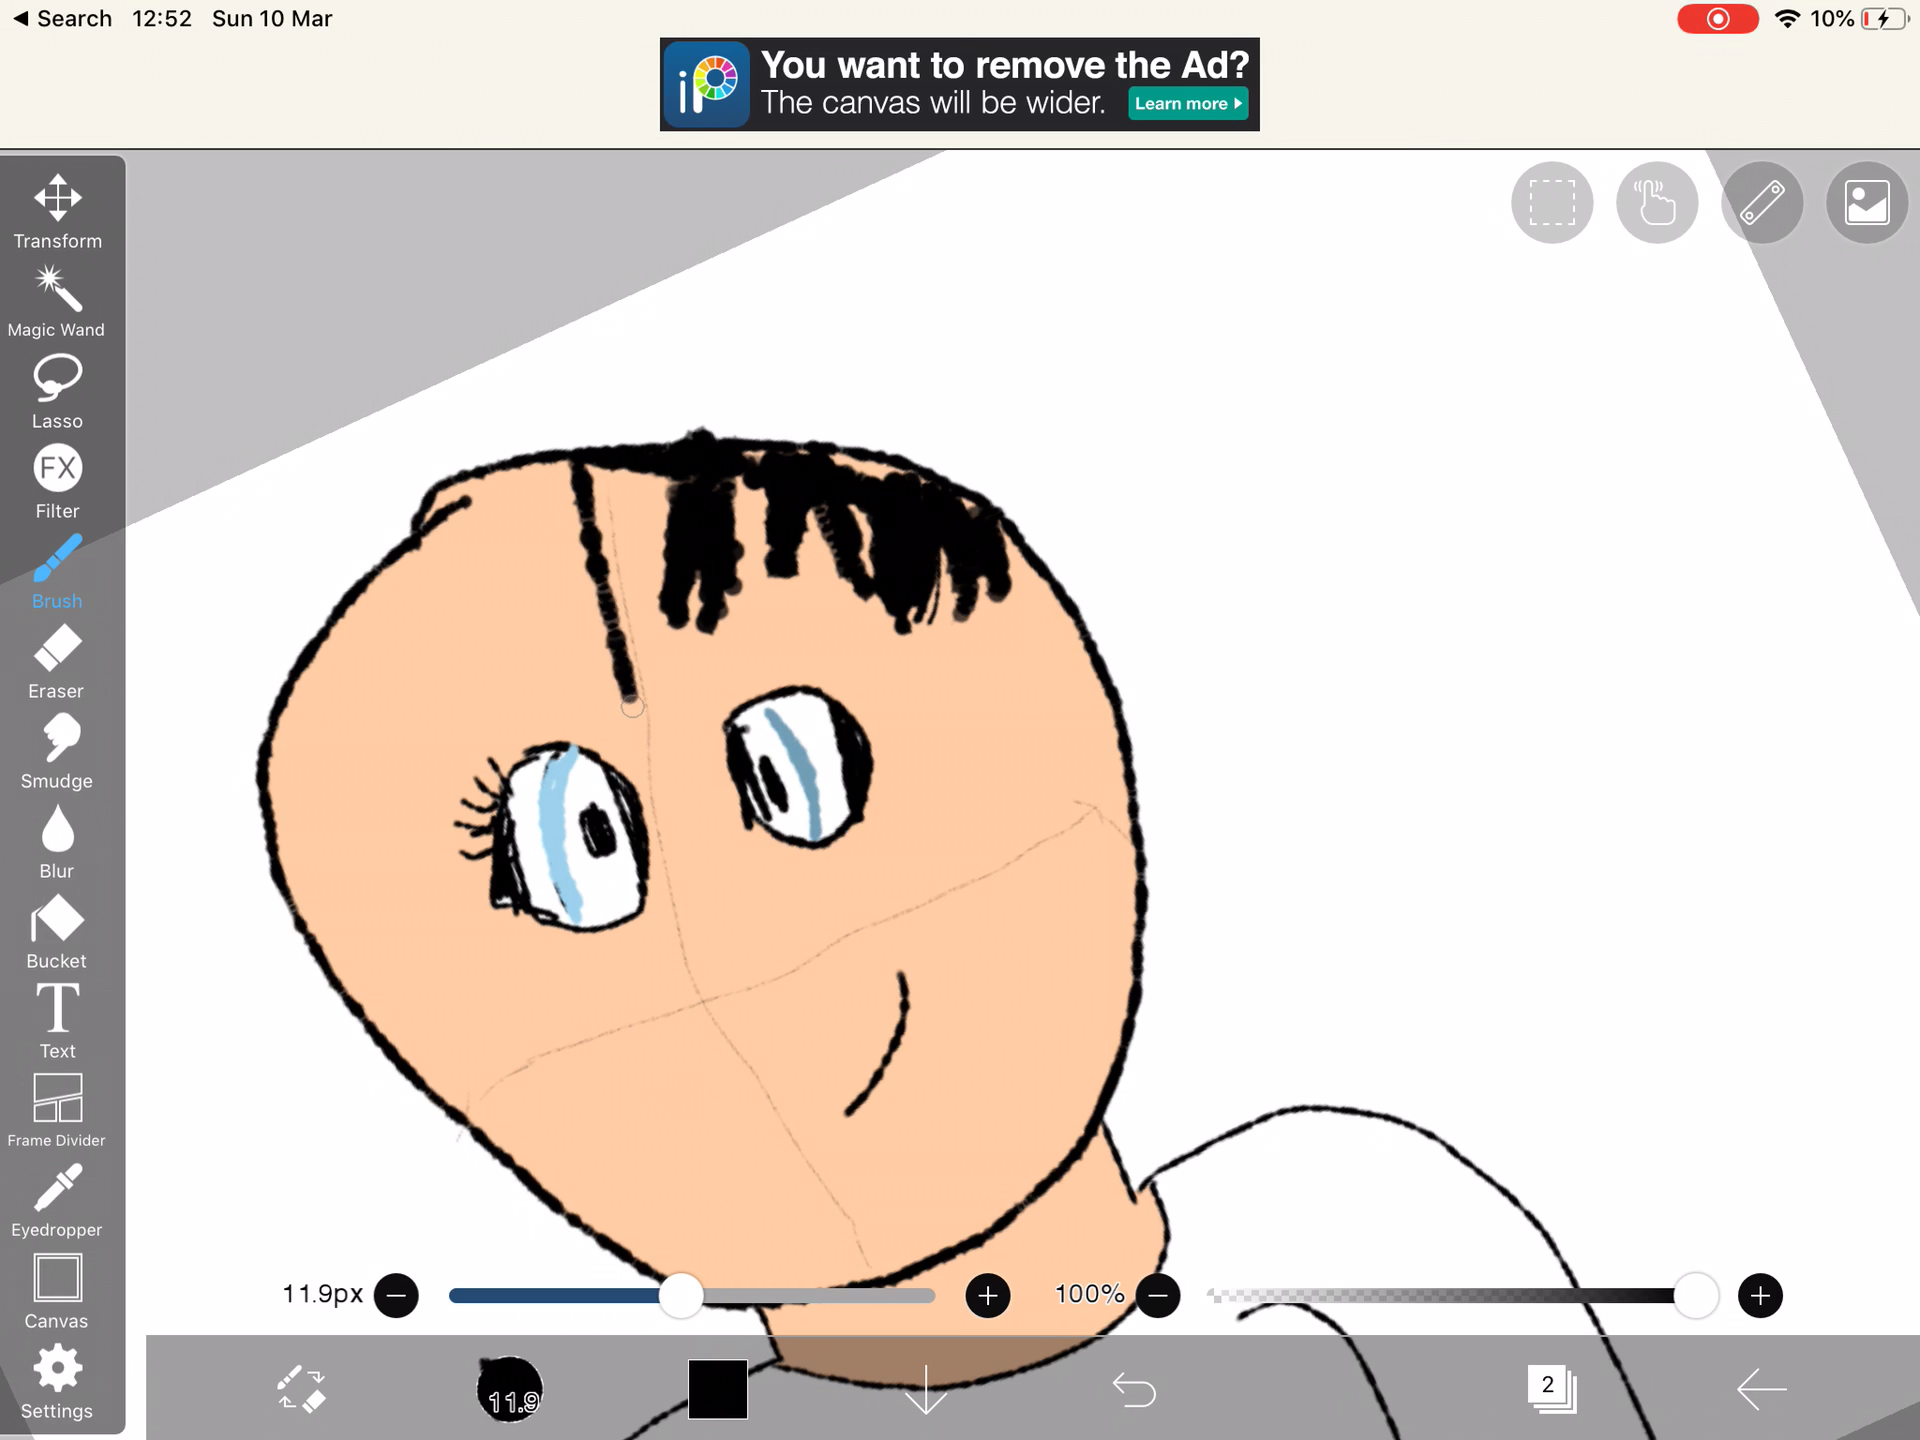 Search 12:52 Sun 10 Mar
10%
iP
You want to remove the Ad?
The canvas will be wider.
Learn more
Transform
Magic Wand
Lasso
FX
Filter
Brush
Eraser
Smudge
Blur
Bucket
T
Text
Frame Divider
Eyedropper
Canvas
Settings
11.9px
100%
11.9
2